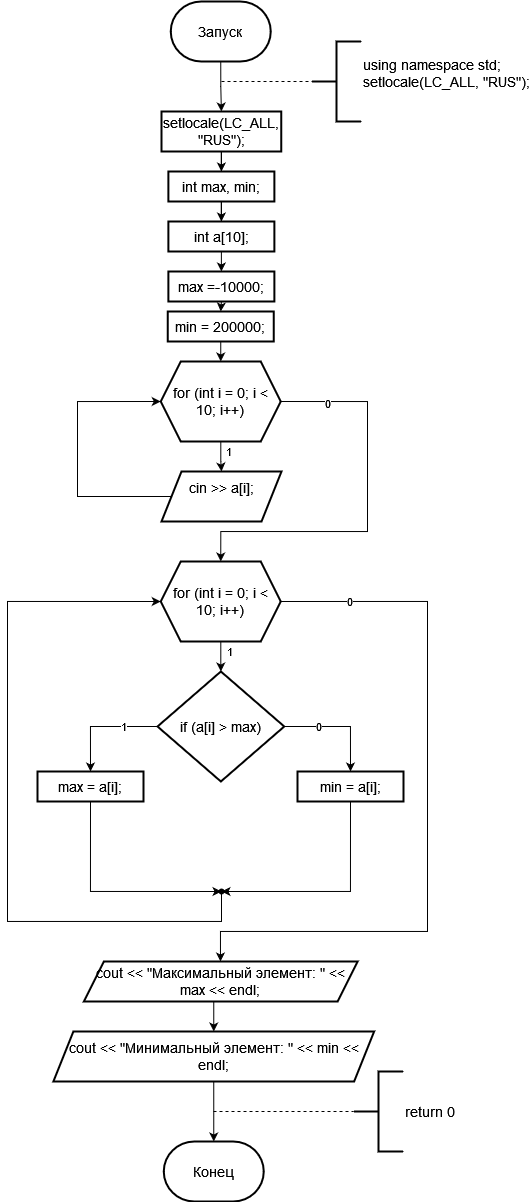 Запуск
using namespace std;
setlocale(LC_ALL, "RUS");
setlocale(LC_ALL,
"RUS");
int max, min;
int a[10];
max =-10000;
min = 200000;
for (int i = 0; i <
10; i++)
0
1
cin >> a[i];
for (int i = 0; i <
10; i++)
0
1
if (a[i] > max)
1
0
max = a[i];
min = a[i];
cout << "Максимальный элемент: " <<
max << endl;
cout << "Минимальный элемент: " << min <<
endl;
return 0
Конец